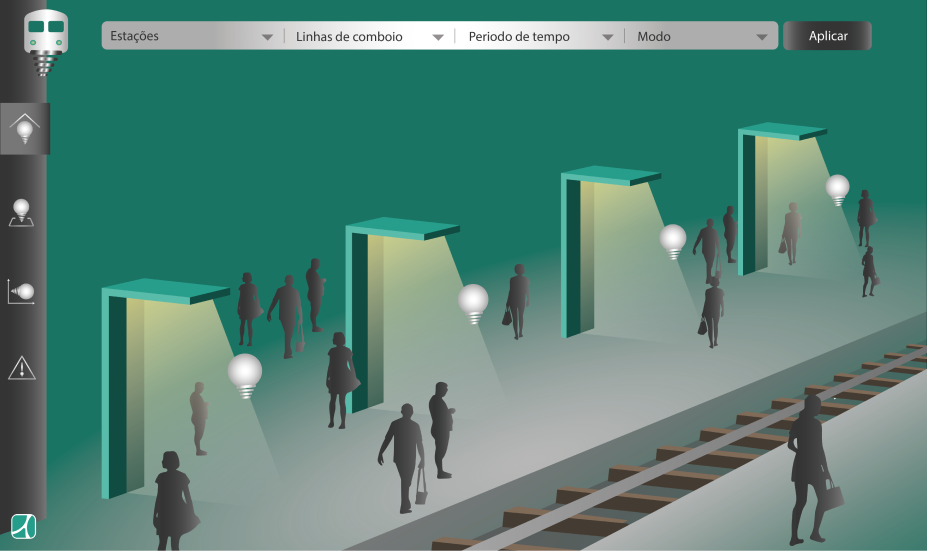 Estações
Linhas de comboio
Periodo de tempo
Modo
Aplicar